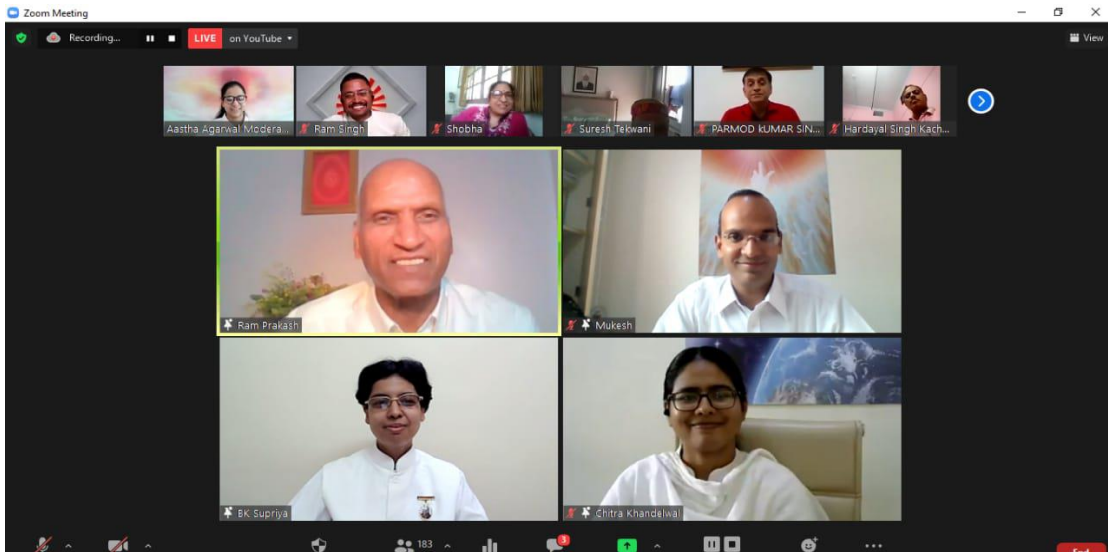 Zoom Meeting
Recording...
LIVE on YouTube
View
Aastha Agarwal Modera...
Ram Singh
Shobha
Suresh Tekwani
PARMOD kUMAR SIN...
Hardayal Singh Kach...
Ram Prakash
Mukesh
BK Supriya
Chitra Khandelwal
183
3
End